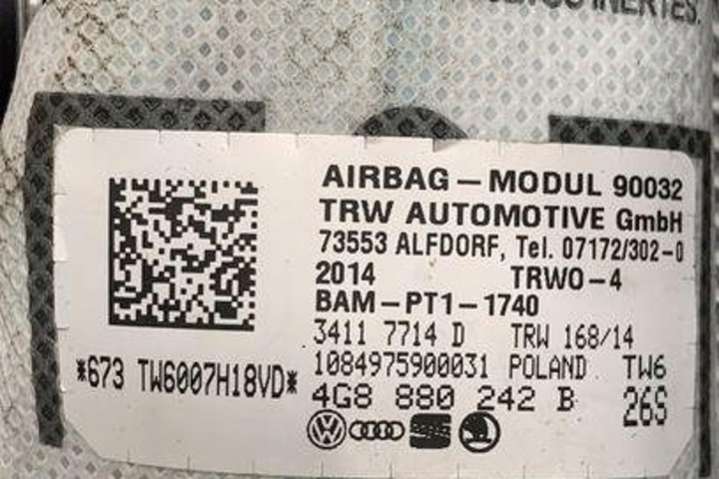 INERTES.
AIRBAG – MODUL 90032
TRW AUTOMOTIVE GmbH
73553 ALFDORF, Tel. 07172/302-0
2014 TRWO-4
BAM-PT1-1740
3411 7714 D TRW 168/14
1084975900031 POLAND TW6
*673 TW6007H18VD*
4G8 880 242 B 26S